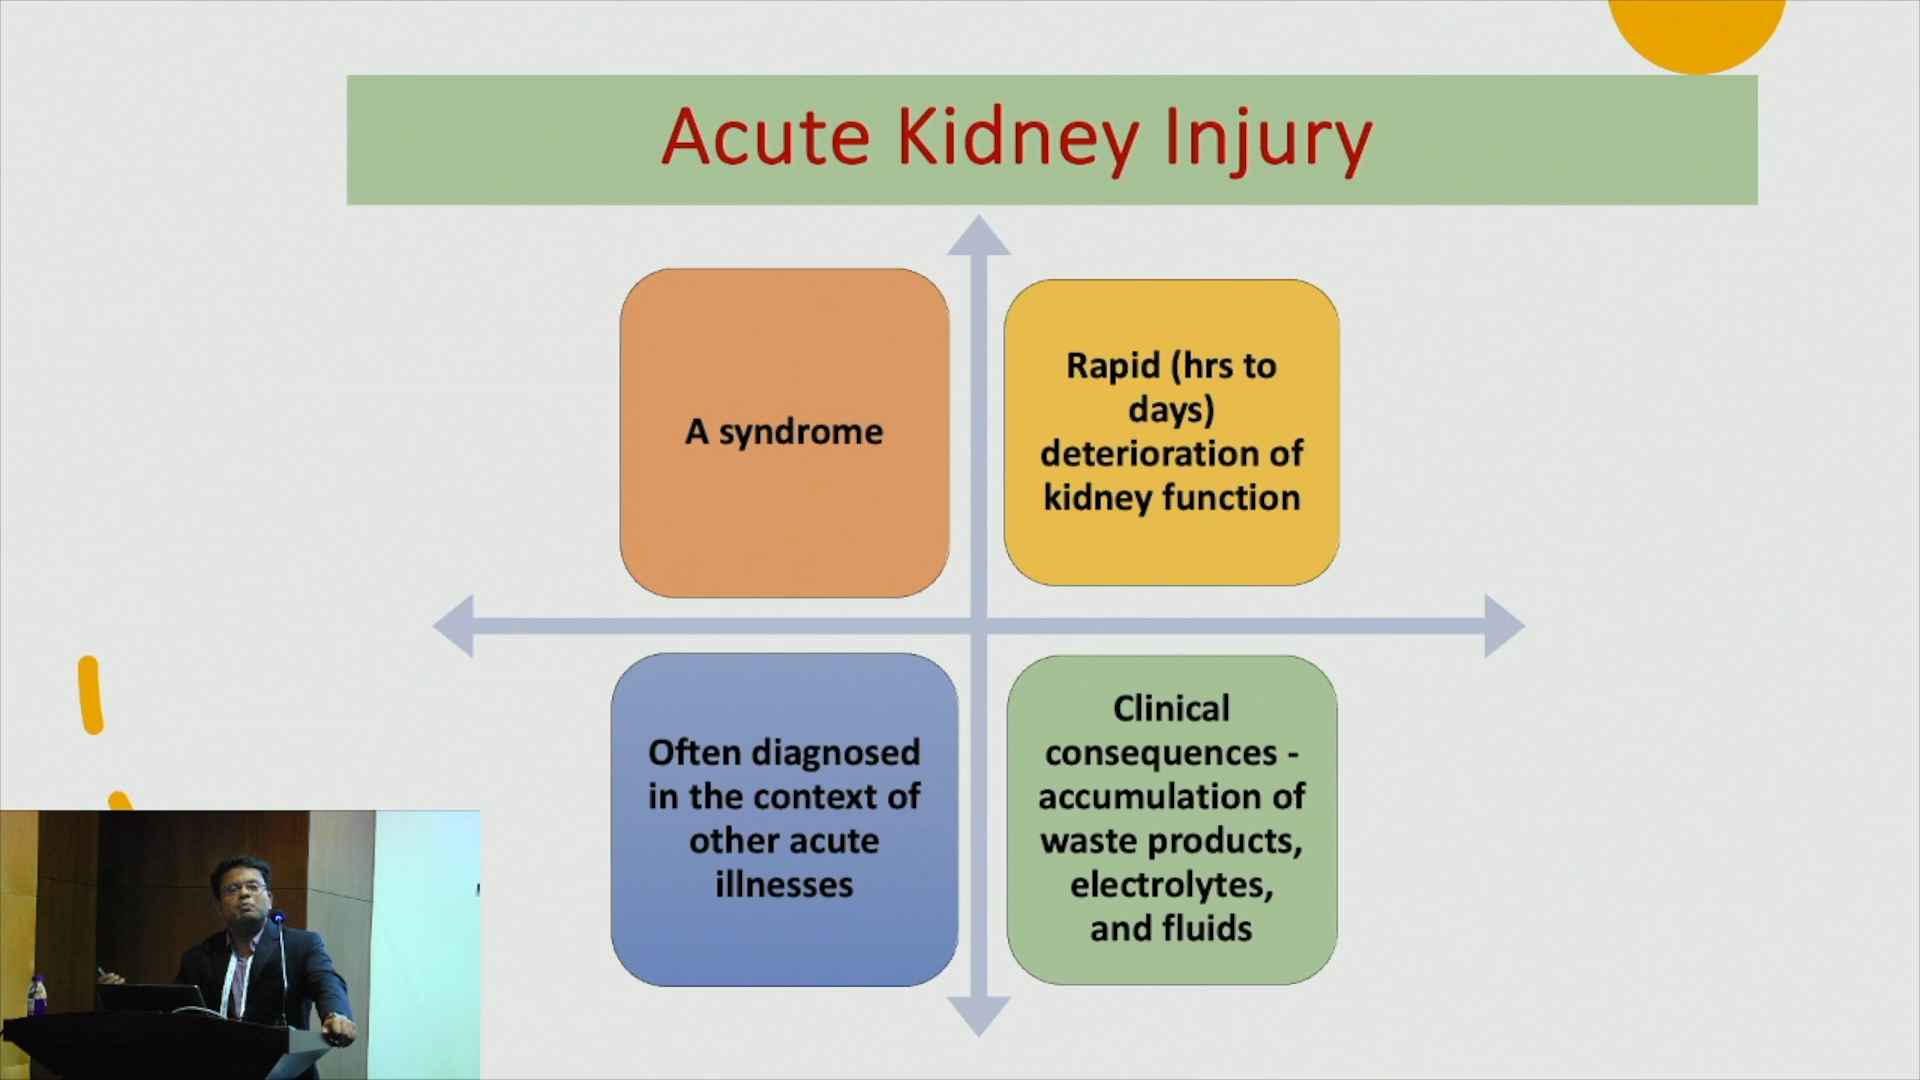 Acute Kidney Injury
A syndrome
Rapid (hrs to
days)
deterioration of
kidney function
Often diagnosed
in the context of
other acute
illnesses
Clinical
consequences -
accumulation of
waste products,
electrolytes,
and fluids